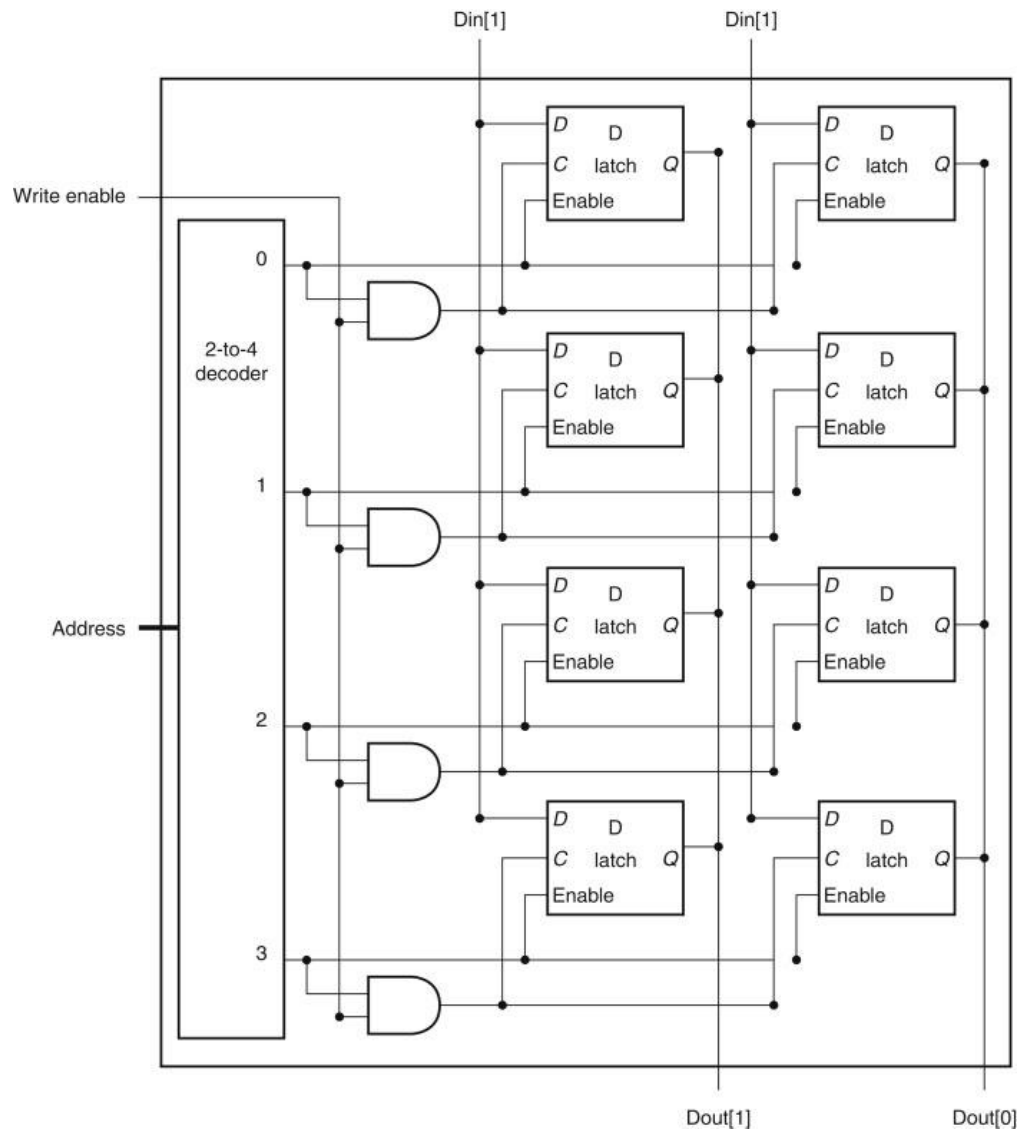 Din[1] Din[1]
D D
D D
C latch Q C latch Q
Write enable
Enable Enable
0
D D
D D
2-to-4
decoder
C latch Q C latch Q
Enable Enable
1
D D
D D
Address
C latch Q C latch Q
Enable Enable
2
D D
D D
C latch Q C latch Q
Enable Enable
3
Dout[1] Dout[0]